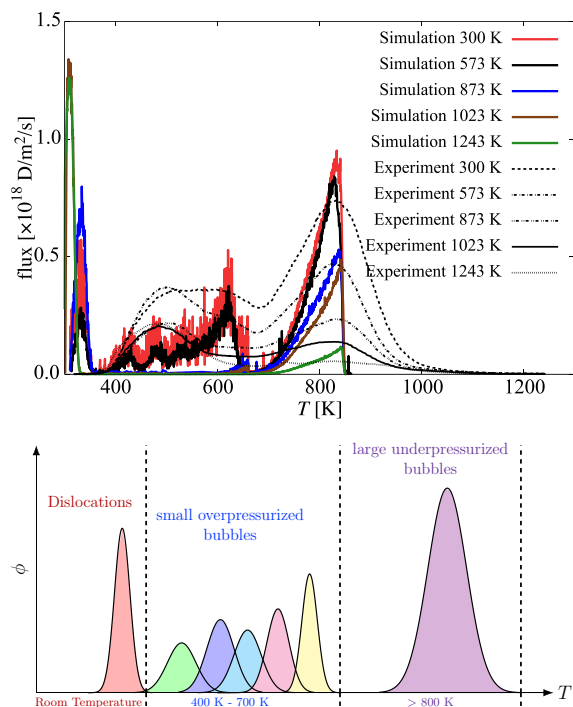 1.5
1.0
0.5
0.0
flux [×10¹⁸ D/m²/s]
Simulation 300 K
Simulation 573 K
Simulation 873 K
Simulation 1023 K
Simulation 1243 K
Experiment 300 K
Experiment 573 K
Experiment 873 K
Experiment 1023 K
Experiment 1243 K
400 600 800 1000 1200
T [K]
large underpressurized
bubbles
Dislocations
small overpressurized
bubbles
ϕ
T
Room Temperature 400 K - 700 K > 800 K